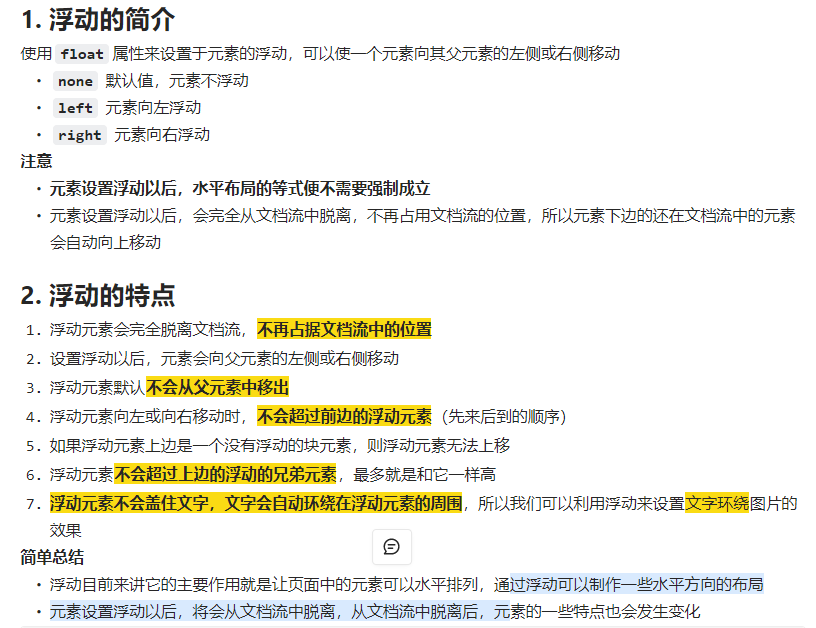 1. 浮动的简介
使用 float 属性来设置于元素的浮动，可以使一个元素向其父元素的左侧或右侧移动
• none 默认值，元素不浮动
• left 元素向左浮动
• right 元素向右浮动
注意
• 元素设置浮动以后，水平布局的等式便不需要强制成立
• 元素设置浮动以后，会完全从文档流中脱离，不再占用文档流的位置，所以元素下边的还在文档流中的元素
会自动向上移动
2. 浮动的特点
1. 浮动元素会完全脱离文档流，不再占据文档流中的位置
2. 设置浮动以后，元素会向父元素的左侧或右侧移动
3. 浮动元素默认不会从父元素中移出
4. 浮动元素向左或向右移动时，不会超过前边的浮动元素（先来后到的顺序）
5. 如果浮动元素上边是一个没有浮动的块元素，则浮动元素无法上移
6. 浮动元素不会超过上边的浮动的兄弟元素，最多就是和它一样高
7. 浮动元素不会盖住文字，文字会自动环绕在浮动元素的周围，所以我们可以利用浮动来设置文字环绕图片的
效果
简单总结
• 浮动目前来讲它的主要作用就是让页面中的元素可以水平排列，通过浮动可以制作一些水平方向的布局
• 元素设置浮动以后，将会从文档流中脱离，从文档流中脱离后，元素的一些特点也会发生变化